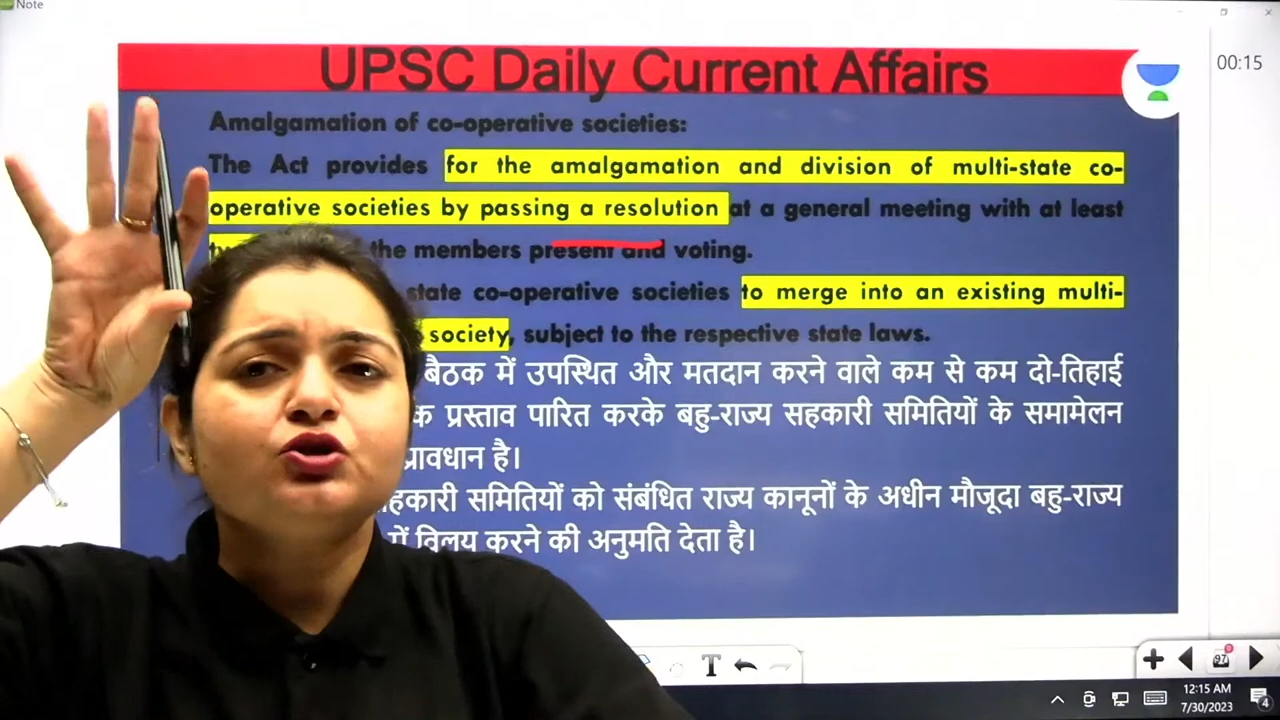 Note
UPSC Daily Current Affairs
00:15
Amalgamation of co-operative societies:
The Act provides for the amalgamation and division of multi-state co-
operative societies by passing a resolution at a general meeting with at least
the members present and voting.
state co-operative societies to merge into an existing multi-
society, subject to the respective state laws.
बैठक में उपस्थित और मतदान करने वाले कम से कम दो-तिहाई
प्रस्ताव पारित करके बहु-राज्य सहकारी समितियों के समामेलन
प्रावधान है।
समितियों को संबंधित राज्य कानूनों के अधीन मौजूदा बहु-राज्य
में विलय करने की अनुमति देता है।
T
97
12:15 AM
7/30/2023
4